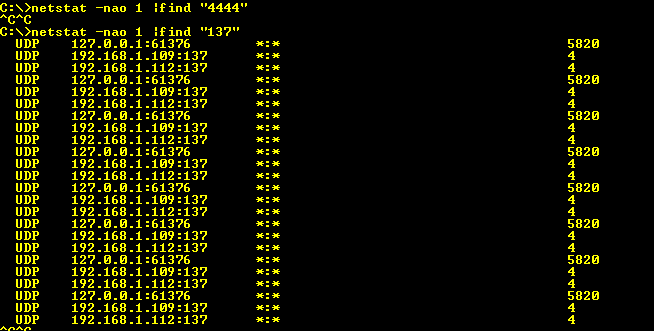 C:\>netstat -nao 1 |find "4444"
^C^C
C:\>netstat -nao 1 |find "137"
UDP 127.0.0.1:61376 *:* 5820
UDP 192.168.1.109:137 *:* 4
UDP 192.168.1.112:137 *:* 4
UDP 127.0.0.1:61376 *:* 5820
UDP 192.168.1.109:137 *:* 4
UDP 192.168.1.112:137 *:* 4
UDP 127.0.0.1:61376 *:* 5820
UDP 192.168.1.109:137 *:* 4
UDP 192.168.1.112:137 *:* 4
UDP 127.0.0.1:61376 *:* 5820
UDP 192.168.1.109:137 *:* 4
UDP 192.168.1.112:137 *:* 4
UDP 127.0.0.1:61376 *:* 5820
UDP 192.168.1.109:137 *:* 4
UDP 192.168.1.112:137 *:* 4
UDP 127.0.0.1:61376 *:* 5820
UDP 192.168.1.109:137 *:* 4
UDP 192.168.1.112:137 *:* 4
UDP 127.0.0.1:61376 *:* 5820
UDP 192.168.1.109:137 *:* 4
UDP 192.168.1.112:137 *:* 4
UDP 127.0.0.1:61376 *:* 5820
UDP 192.168.1.109:137 *:* 4
UDP 192.168.1.112:137 *:* 4
^C^C